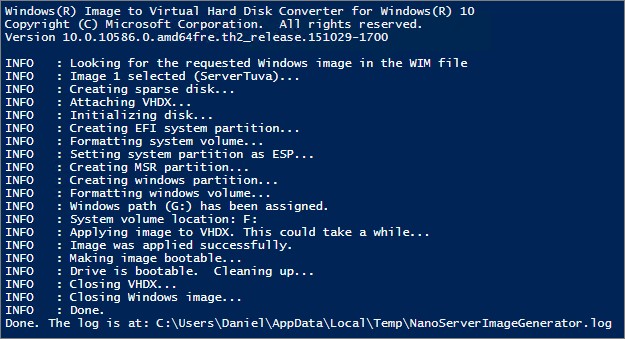 Windows(R) Image to Virtual Hard Disk Converter for Windows(R) 10
Copyright (C) Microsoft Corporation.  All rights reserved.
Version 10.0.10586.0.amd64fre.th2_release.151029-1700
INFO   : Looking for the requested Windows image in the WIM file
INFO   : Image 1 selected (ServerTuva)...
INFO   : Creating sparse disk...
INFO   : Attaching VHDX...
INFO   : Initializing disk...
INFO   : Creating EFI system partition...
INFO   : Formatting system volume...
INFO   : Setting system partition as ESP...
INFO   : Creating MSR partition...
INFO   : Creating windows partition...
INFO   : Formatting windows volume...
INFO   : Windows path (G:) has been assigned.
INFO   : System volume location: F:
INFO   : Applying image to VHDX. This could take a while...
INFO   : Image was applied successfully.
INFO   : Making image bootable...
INFO   : Drive is bootable.  Cleaning up...
INFO   : Closing VHDX...
INFO   : Closing Windows image...
INFO   : Done.
Done. The log is at: C:\Users\Daniel\AppData\Local\Temp\NanoServerImageGenerator.log